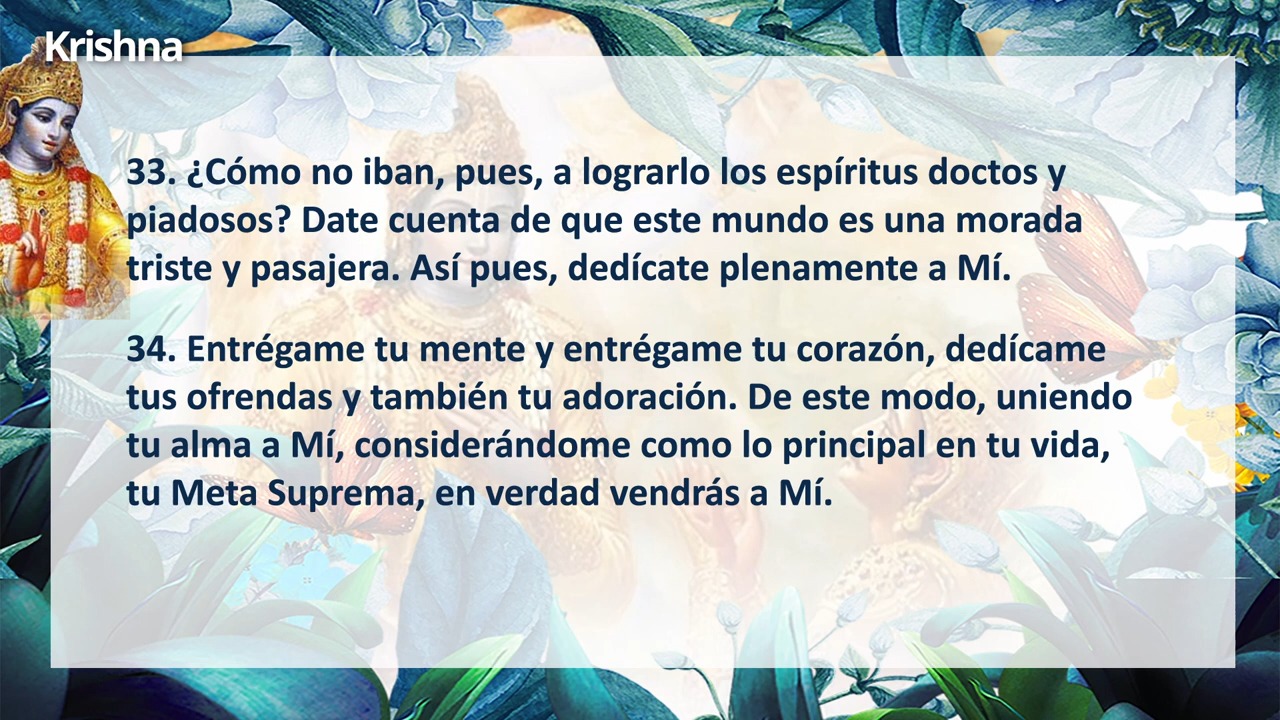 Krishna
33. ¿Cómo no iban, pues, a lograrlo los espíritus doctos y
piadosos? Date cuenta de que este mundo es una morada
triste y pasajera. Así pues, dedícate plenamente a Mí.
34. Entrégame tu mente y entrégame tu corazón, dedícame
tus ofrendas y también tu adoración. De este modo, uniendo
tu alma a Mí, considerándome como lo principal en tu vida,
tu Meta Suprema, en verdad vendrás a Mí.